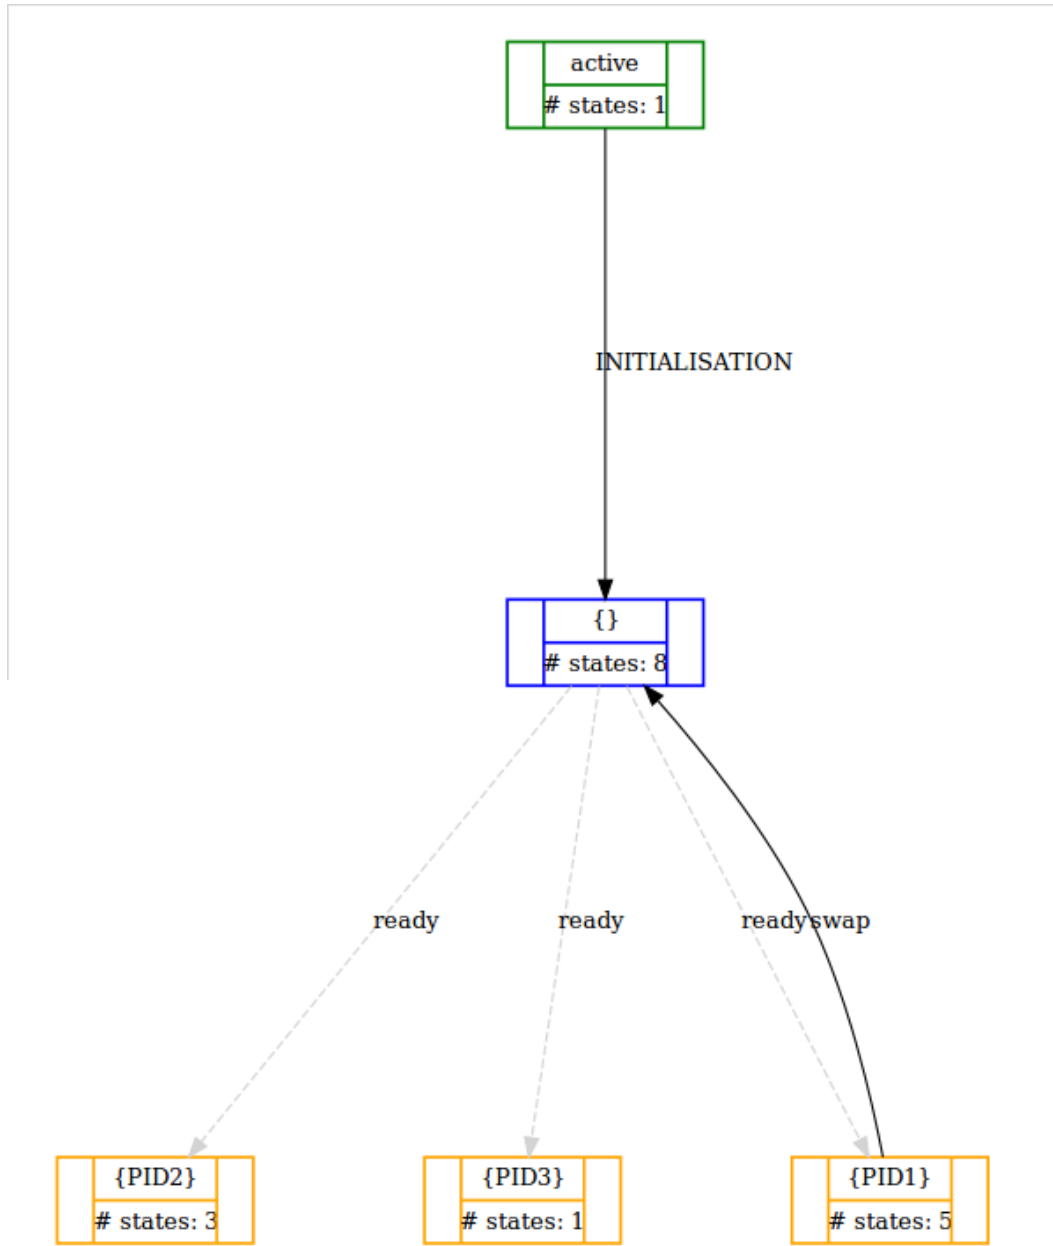 active
# states: 1
INITIALISATION
{}
# states: 8
ready
ready
ready
swap
{PID2}
# states: 3
{PID3}
# states: 1
{PID1}
# states: 5